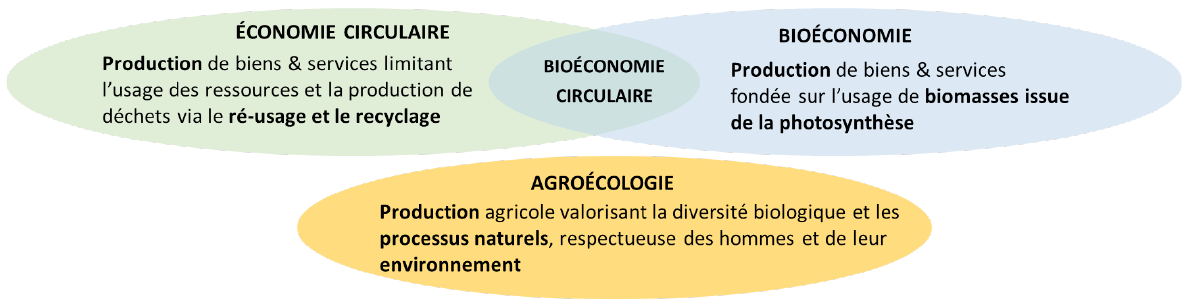 ÉCONOMIE CIRCULAIRE
Production de biens & services limitant
l'usage des ressources et la production de
déchets via le ré-usage et le recyclage
BIOÉCONOMIE
CIRCULAIRE
BIOÉCONOMIE
Production de biens & services
fondée sur l'usage de biomasses issue
de la photosynthèse
AGROÉCOLOGIE
Production agricole valorisant la diversité biologique et les
processus naturels, respectueuse des hommes et de leur
environnement